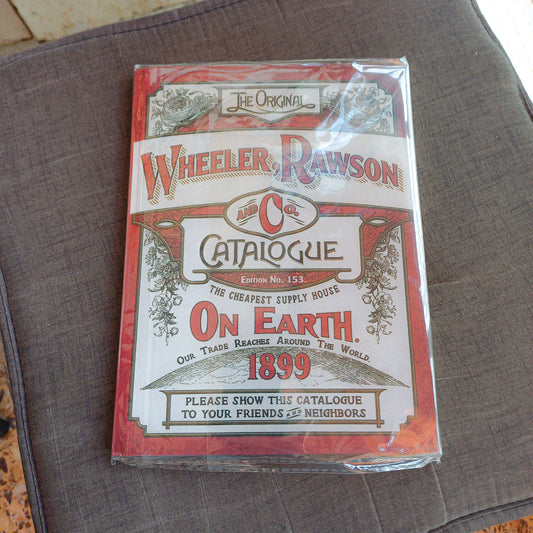 THE ORIGINAL
WHEELER, RAWSON
AND CO.
CATALOGUE
EDITION NO. 153.
THE CHEAPEST SUPPLY HOUSE
ON EARTH.
OUR TRADE REACHES AROUND THE WORLD.
1899
PLEASE SHOW THIS CATALOGUE
TO YOUR FRIENDS AND NEIGHBORS